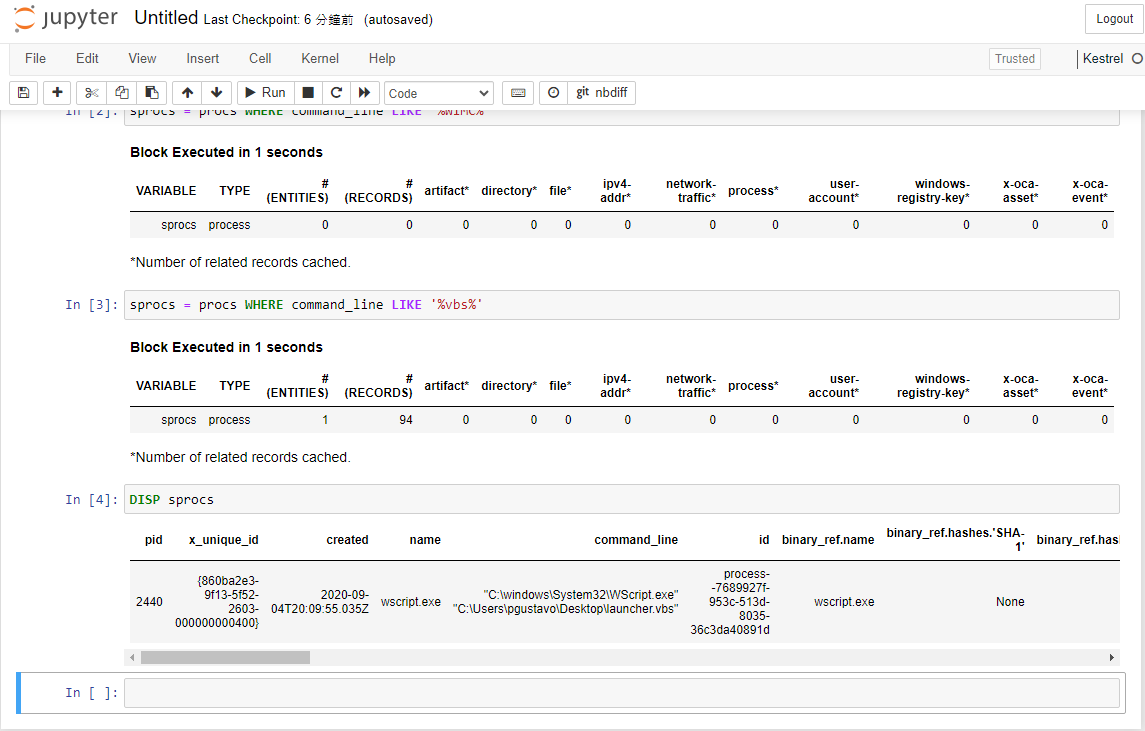 jupyter Untitled Last Checkpoint: 6 分鐘前 (autosaved) Logout
File Edit View Insert Cell Kernel Help Trusted Kestrel
Run Code git nbdiff
In [2]: sprocs = procs WHERE command_line LIKE '%WMIC%'
Block Executed in 1 seconds
VARIABLE TYPE # (ENTITIES) # (RECORDS) artifact* directory* file* ipv4-addr* network-traffic* process* user-account* windows-registry-key* x-oca-asset* x-oca-event*
sprocs process 0 0 0 0 0 0 0 0 0 0 0 0
*Number of related records cached.
In [3]: sprocs = procs WHERE command_line LIKE '%vbs%'
Block Executed in 1 seconds
VARIABLE TYPE # (ENTITIES) # (RECORDS) artifact* directory* file* ipv4-addr* network-traffic* process* user-account* windows-registry-key* x-oca-asset* x-oca-event*
sprocs process 1 94 0 0 0 0 0 0 0 0 0 0
*Number of related records cached.
In [4]: DISP sprocs
pid x_unique_id created name command_line id binary_ref.name binary_ref.hashes.'SHA-1' binary_ref.has
2440 {860ba2e3-9f13-5f52-2603-000000000400} 2020-09-04T20:09:55.035Z wscript.exe "C:\windows\System32\WScript.exe" "C:\Users\pgustavo\Desktop\launcher.vbs" process--7689927f-953c-513d-8035-36c3da40891d wscript.exe None
In [ ]: